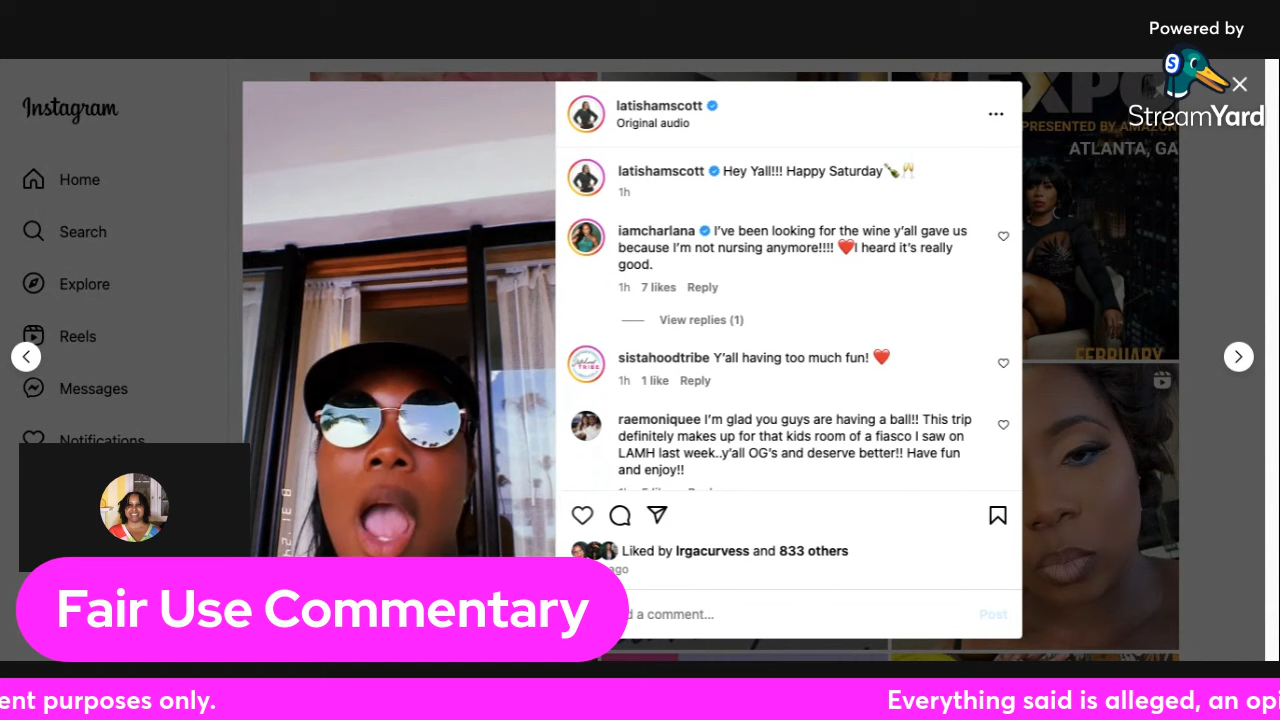 Powered by
StreamYard
Instagram
Home
Search
Explore
Reels
Messages
Notifications
latishamscott
Original audio
latishamscott Hey Yall!!! Happy Saturday🍾🥂
1h
iamcharlana I've been looking for the wine y'all gave us
because I'm not nursing anymore!!!! ❤️I heard it's really
good.
1h 7 likes Reply
View replies (1)
sistahoodtribe Y'all having too much fun! ❤️
1h 1 like Reply
raemoniquee I'm glad you guys are having a ball!! This trip
definitely makes up for that kids room of a fiasco I saw on
LAMH last week..y'all OG's and deserve better!! Have fun
and enjoy!!
Liked by lrgacurvess and 833 others
ago
d a comment...
Post
EXPO
PRESENTED BY AMAZON
ATLANTA, GA
FEBRUARY
Fair Use Commentary
ent purposes only.
Everything said is alleged, an opi